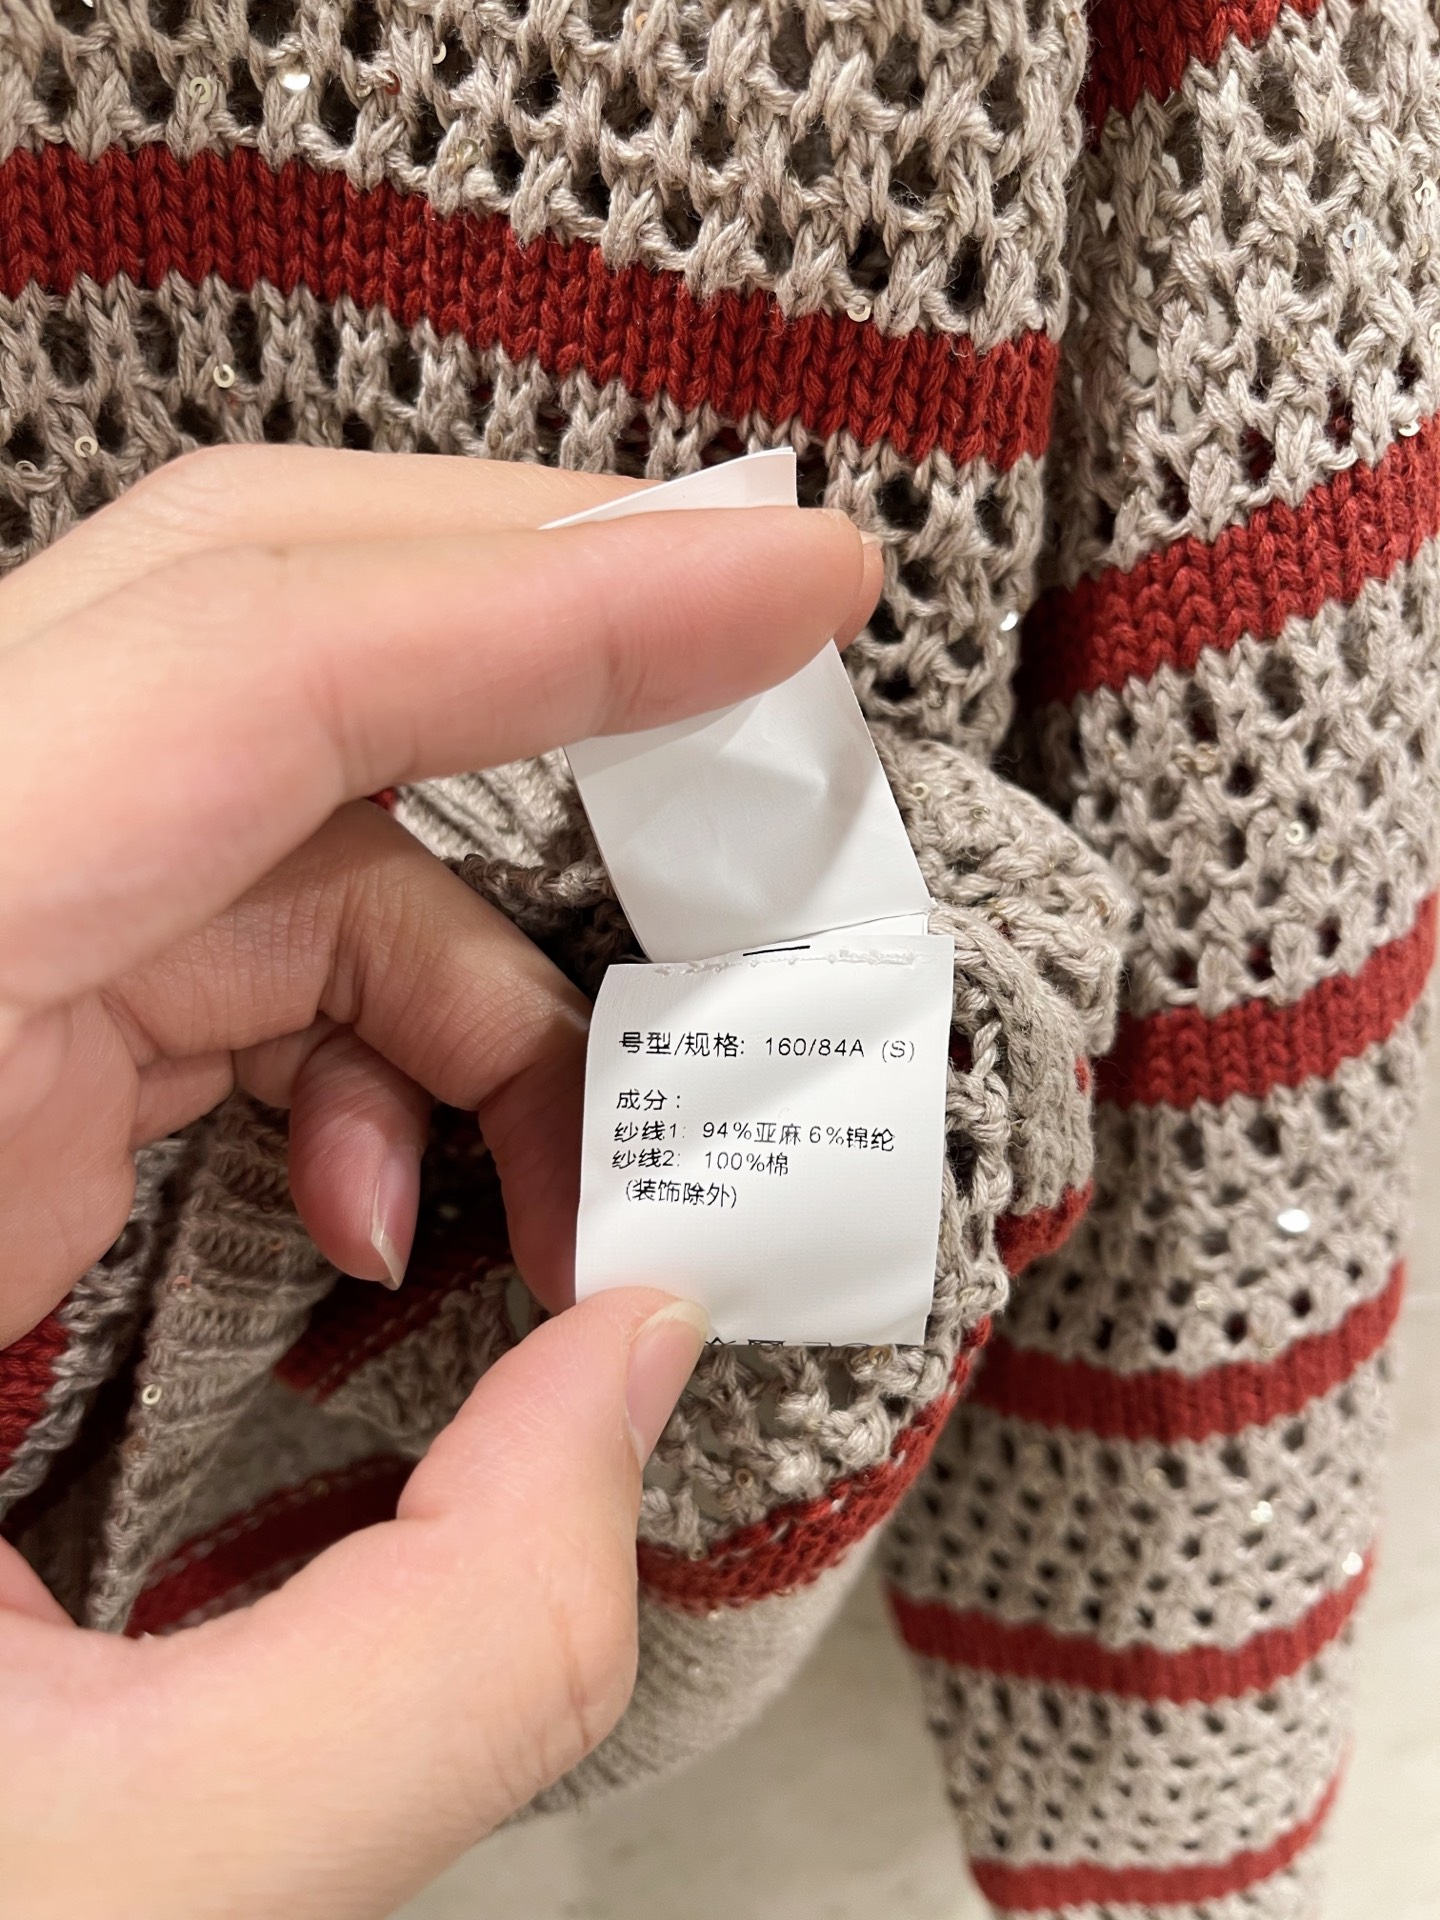 号型/规格: 160/84A (S)
成分:
纱线1: 94%亚麻 6%锦纶
纱线2: 100%棉
(装饰除外)